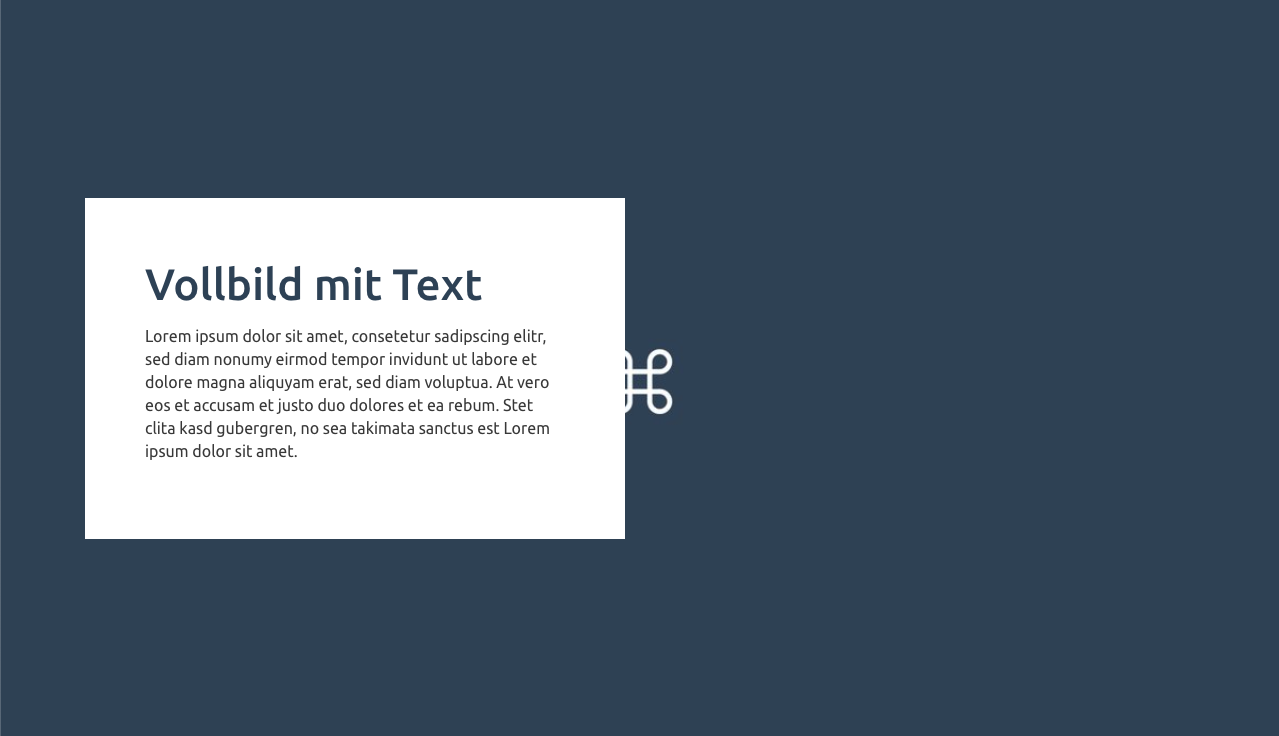 Vollbild mit Text
Lorem ipsum dolor sit amet, consetetur sadipscing elitr,
sed diam nonumy eirmod tempor invidunt ut labore et
dolore magna aliquyam erat, sed diam voluptua. At vero
eos et accusam et justo duo dolores et ea rebum. Stet
clita kasd gubergren, no sea takimata sanctus est Lorem
ipsum dolor sit amet.